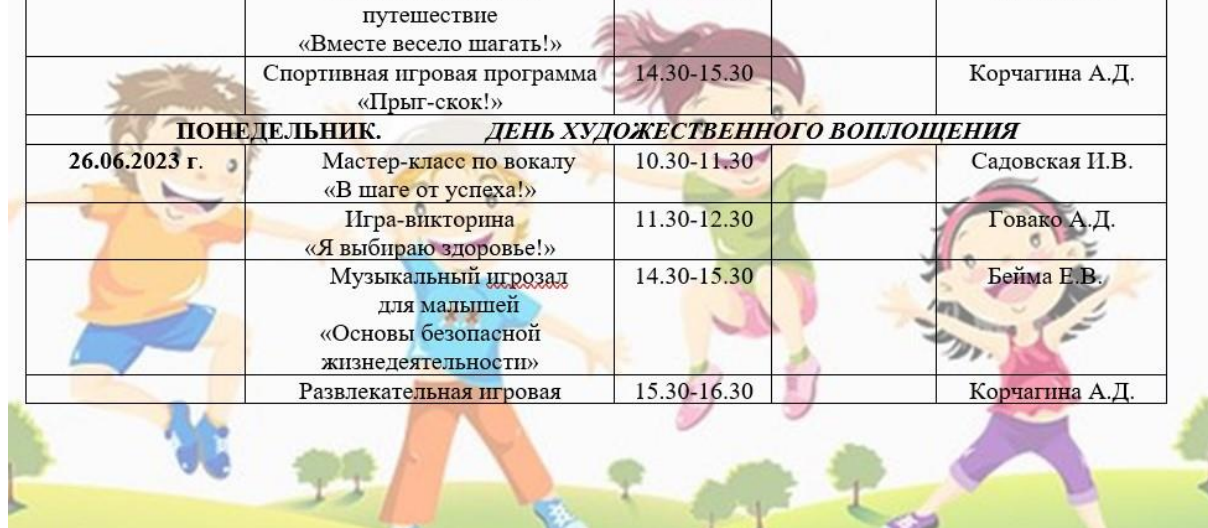 путешествие
«Вместе весело шагать!»
Спортивная игровая программа 14.30-15.30 Корчагина А.Д.
«Прыг-скок!»
ПОНЕДЕЛЬНИК. ДЕНЬ ХУДОЖЕСТВЕННОГО ВОПЛОЩЕНИЯ
26.06.2023 г. Мастер-класс по вокалу 10.30-11.30 Садовская И.В.
«В шаге от успеха!»
Игра-викторина 11.30-12.30 Говако А.Д.
«Я выбираю здоровье!»
Музыкальный игрозал 14.30-15.30 Бейма Е.В.
для малышей
«Основы безопасной
жизнедеятельности»
Развлекательная игровая 15.30-16.30 Корчагина А.Д.